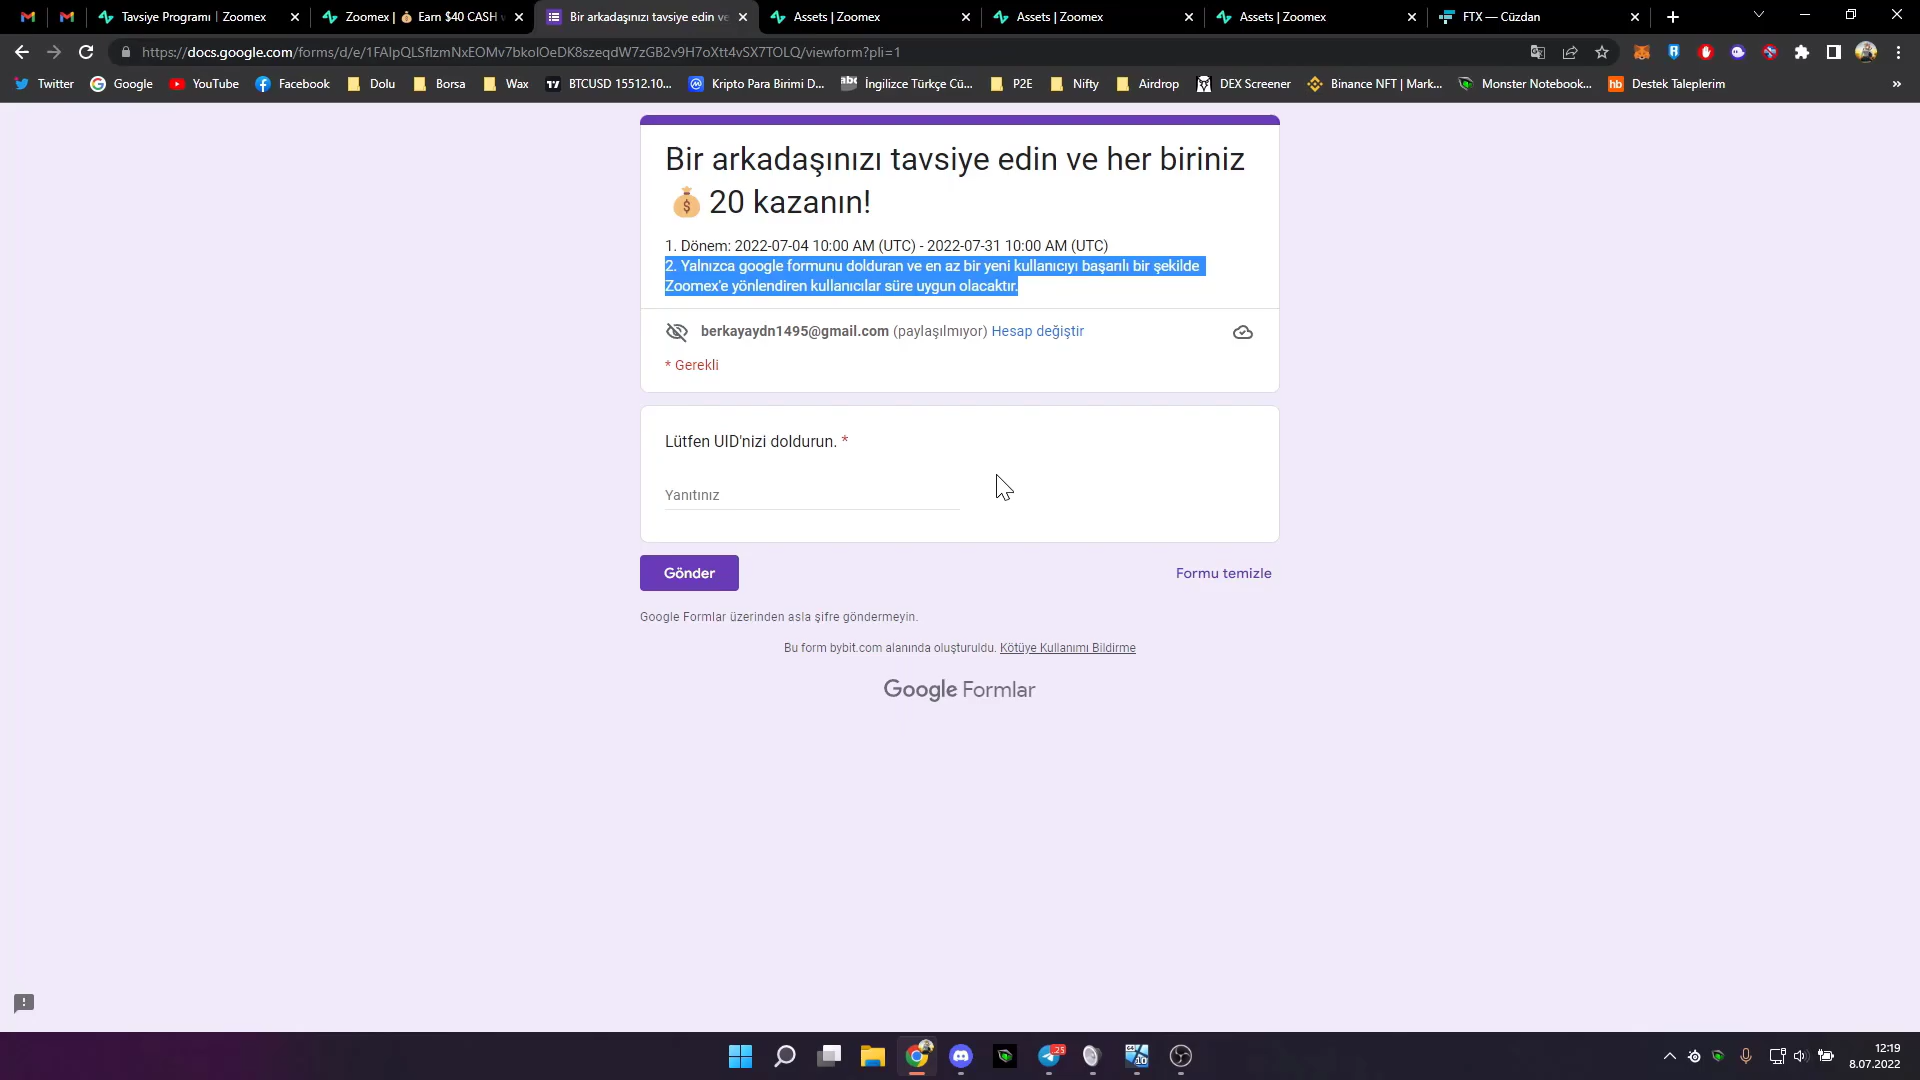 Tavsiye Programı | Zoomex
Zoomex | 💰 Earn $40 CASH
Bir arkadaşınızı tavsiye edin ve
Assets | Zoomex
Assets | Zoomex
Assets | Zoomex
FTX — Cüzdan
https://docs.google.com/forms/d/e/1FAIpQLSfIzmNxEOMv7bkolOeDK8szeqdW7zGB2v9H7oXtt4vSX7TOLQ/viewform?pli=1
Twitter
Google
YouTube
Facebook
Dolu
Borsa
Wax
BTCUSD 15512.10...
Kripto Para Birimi D...
İngilizce Türkçe Cü...
P2E
Nifty
Airdrop
DEX Screener
Binance NFT | Mark...
Monster Notebook...
hb
Destek Taleplerim
»
Bir arkadaşınızı tavsiye edin ve her biriniz
💰 20 kazanın!
1. Dönem: 2022-07-04 10:00 AM (UTC) - 2022-07-31 10:00 AM (UTC)
2. Yalnızca google formunu dolduran ve en az bir yeni kullanıcıyı başarılı bir şekilde
Zoomex'e yönlendiren kullanıcılar süre uygun olacaktır.
berkayaydn1495@gmail.com (paylaşılmıyor) Hesap değiştir
* Gerekli
Lütfen UID'nizi doldurun. *
Yanıtınız
Gönder
Formu temizle
Google Formlar üzerinden asla şifre göndermeyin.
Bu form bybit.com alanında oluşturuldu. Kötüye Kullanımı Bildirme
Google Formlar
25
12:19
8.07.2022